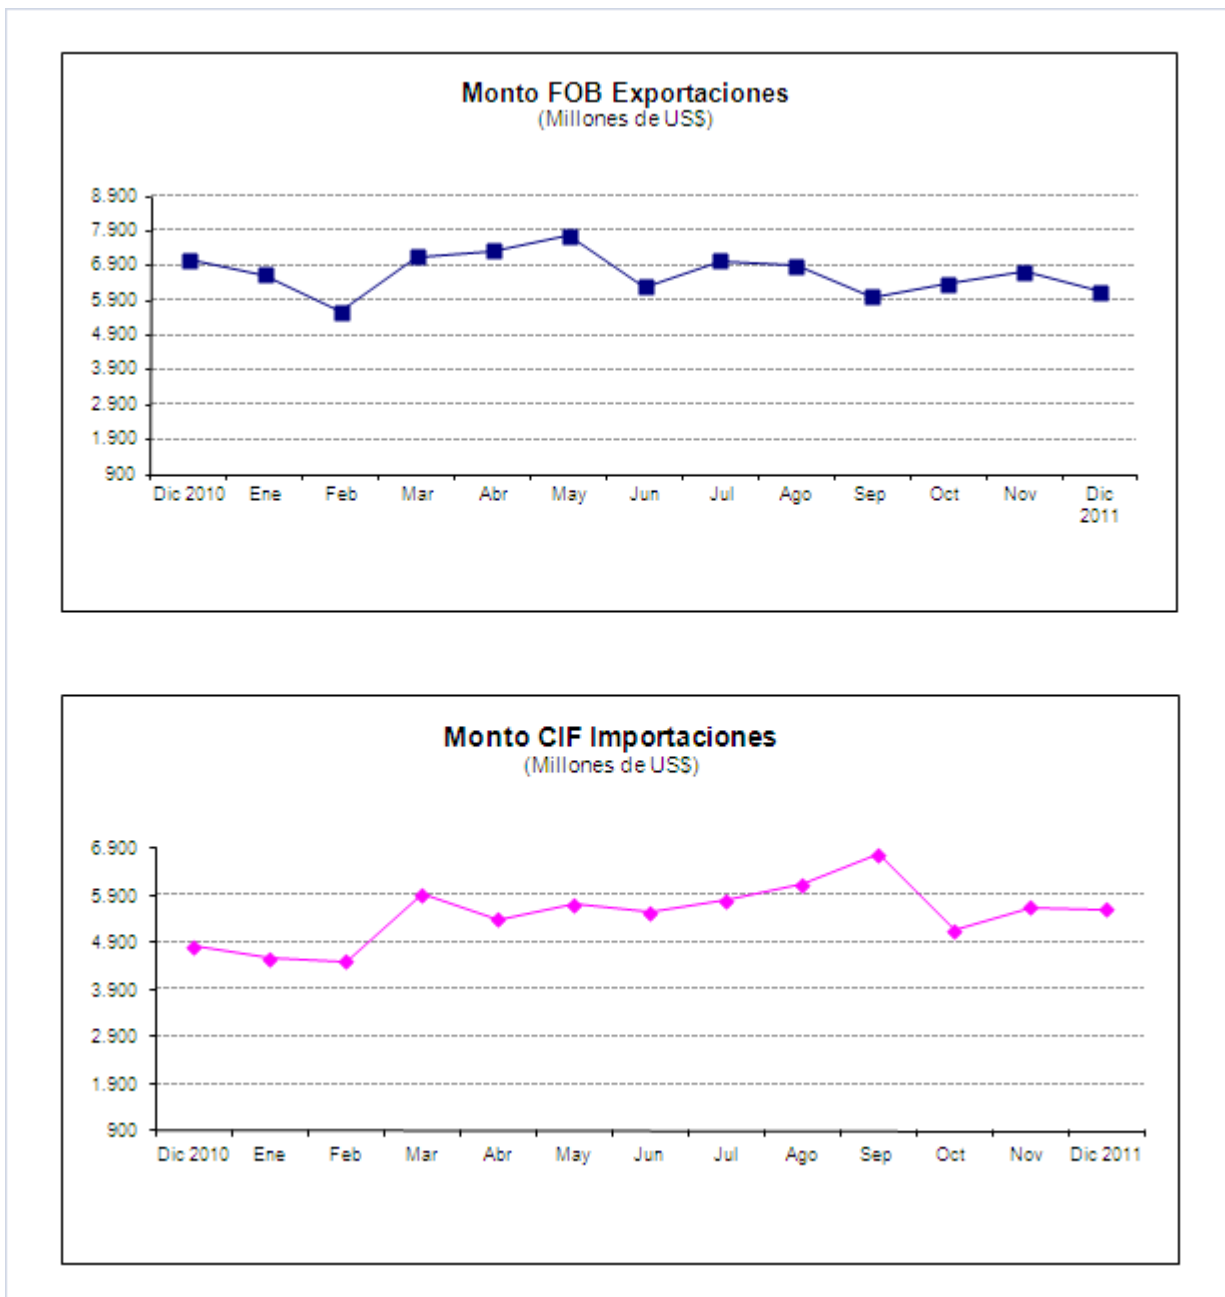 Monto FOB Exportaciones
(Millones de US$)
8.900
7.900
6.900
5.900
4.900
3.900
2.900
1.900
900
Dic 2010 Ene Feb Mar Abr May Jun Jul Ago Sep Oct Nov Dic
2011
Monto CIF Importaciones
(Millones de US$)
6.900
5.900
4.900
3.900
2.900
1.900
900
Dic 2010 Ene Feb Mar Abr May Jun Jul Ago Sep Oct Nov Dic 2011